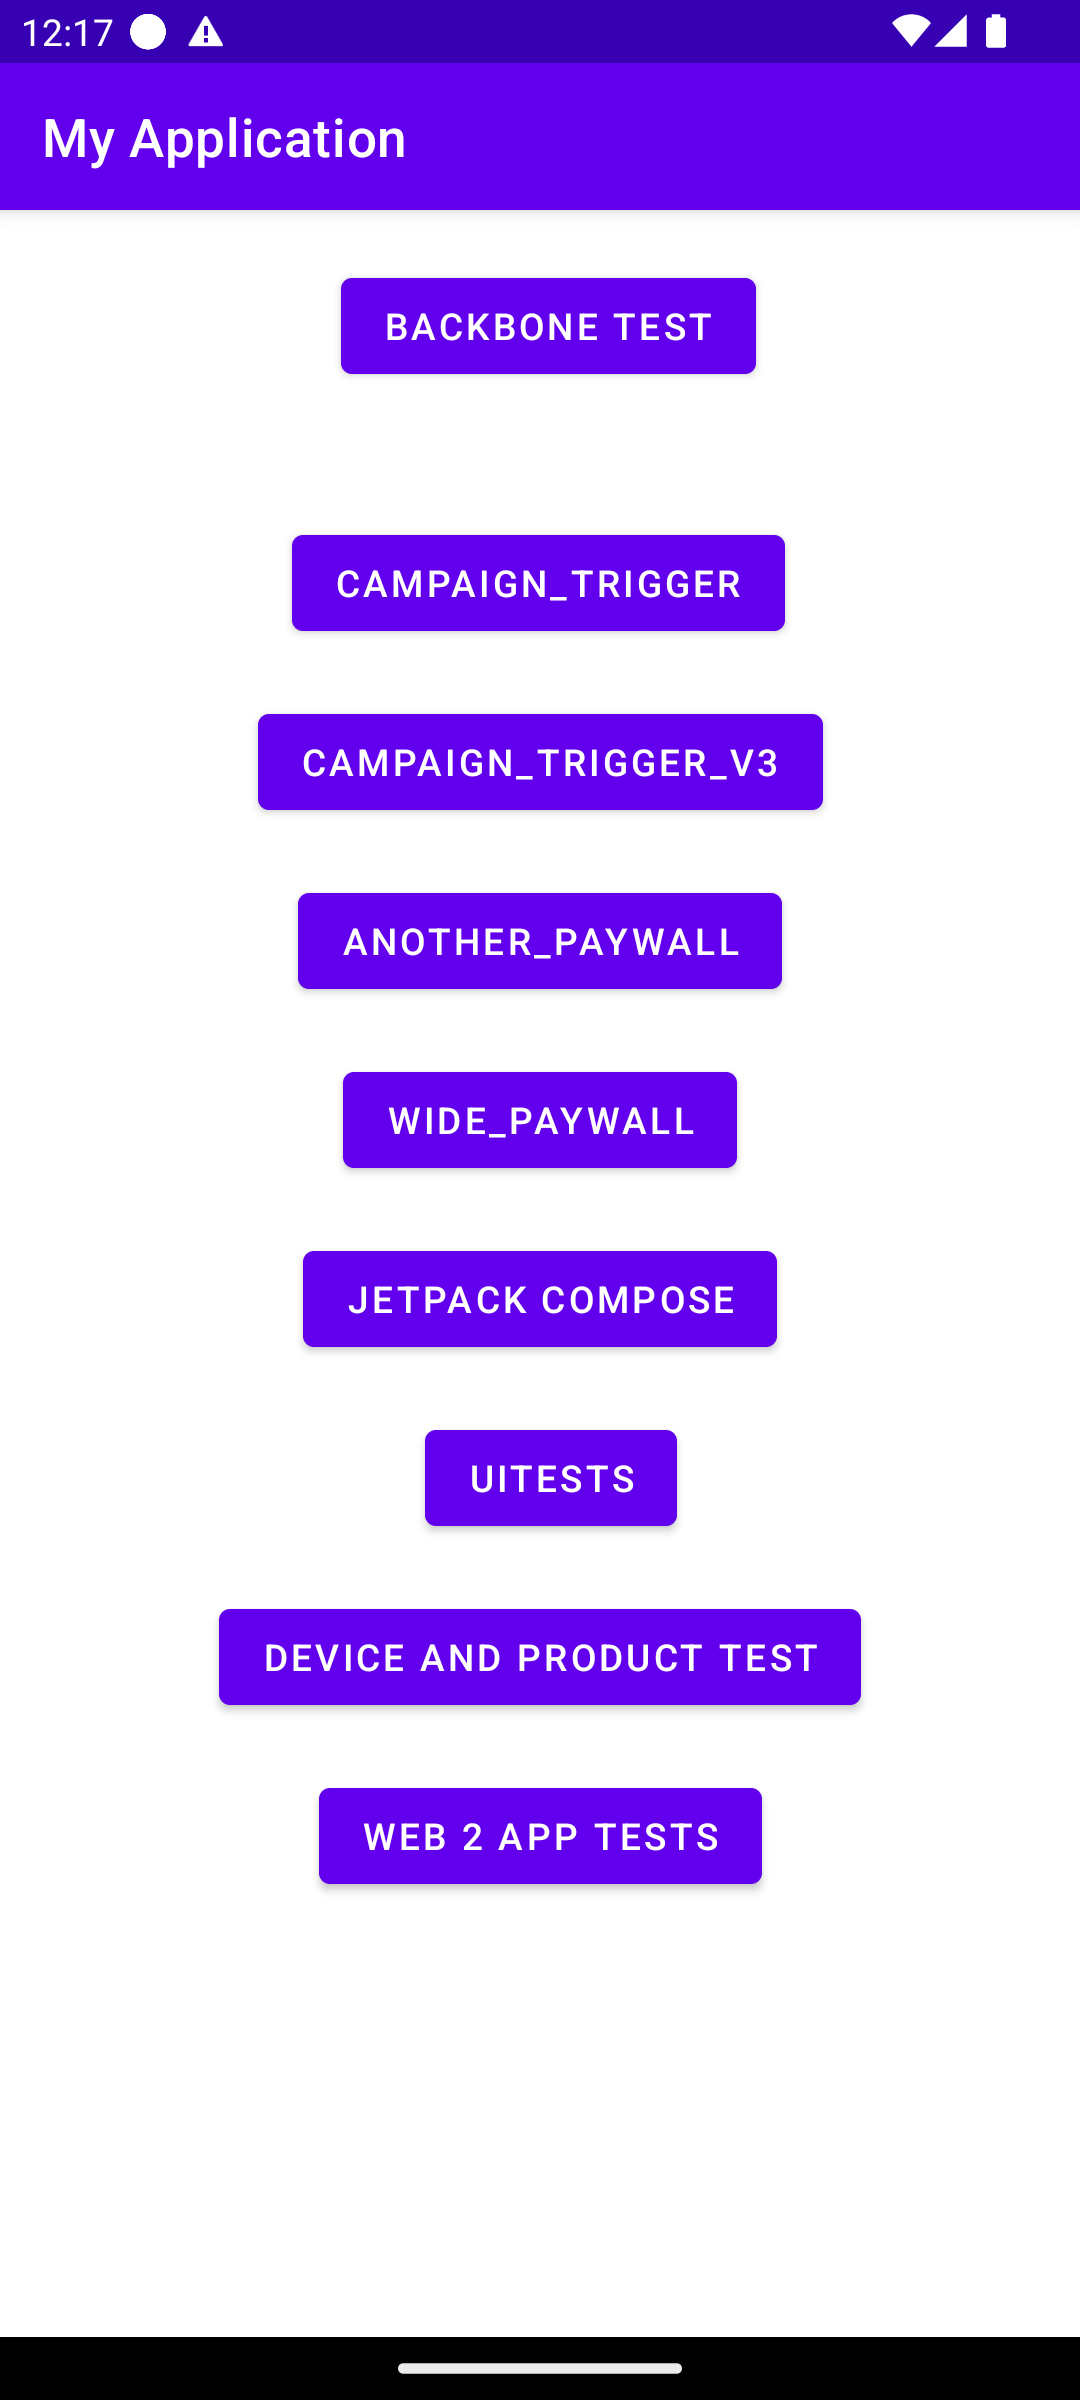 12:17
My Application
BACKBONE TEST
CAMPAIGN_TRIGGER
CAMPAIGN_TRIGGER_V3
ANOTHER_PAYWALL
WIDE_PAYWALL
JETPACK COMPOSE
UITESTS
DEVICE AND PRODUCT TEST
WEB 2 APP TESTS